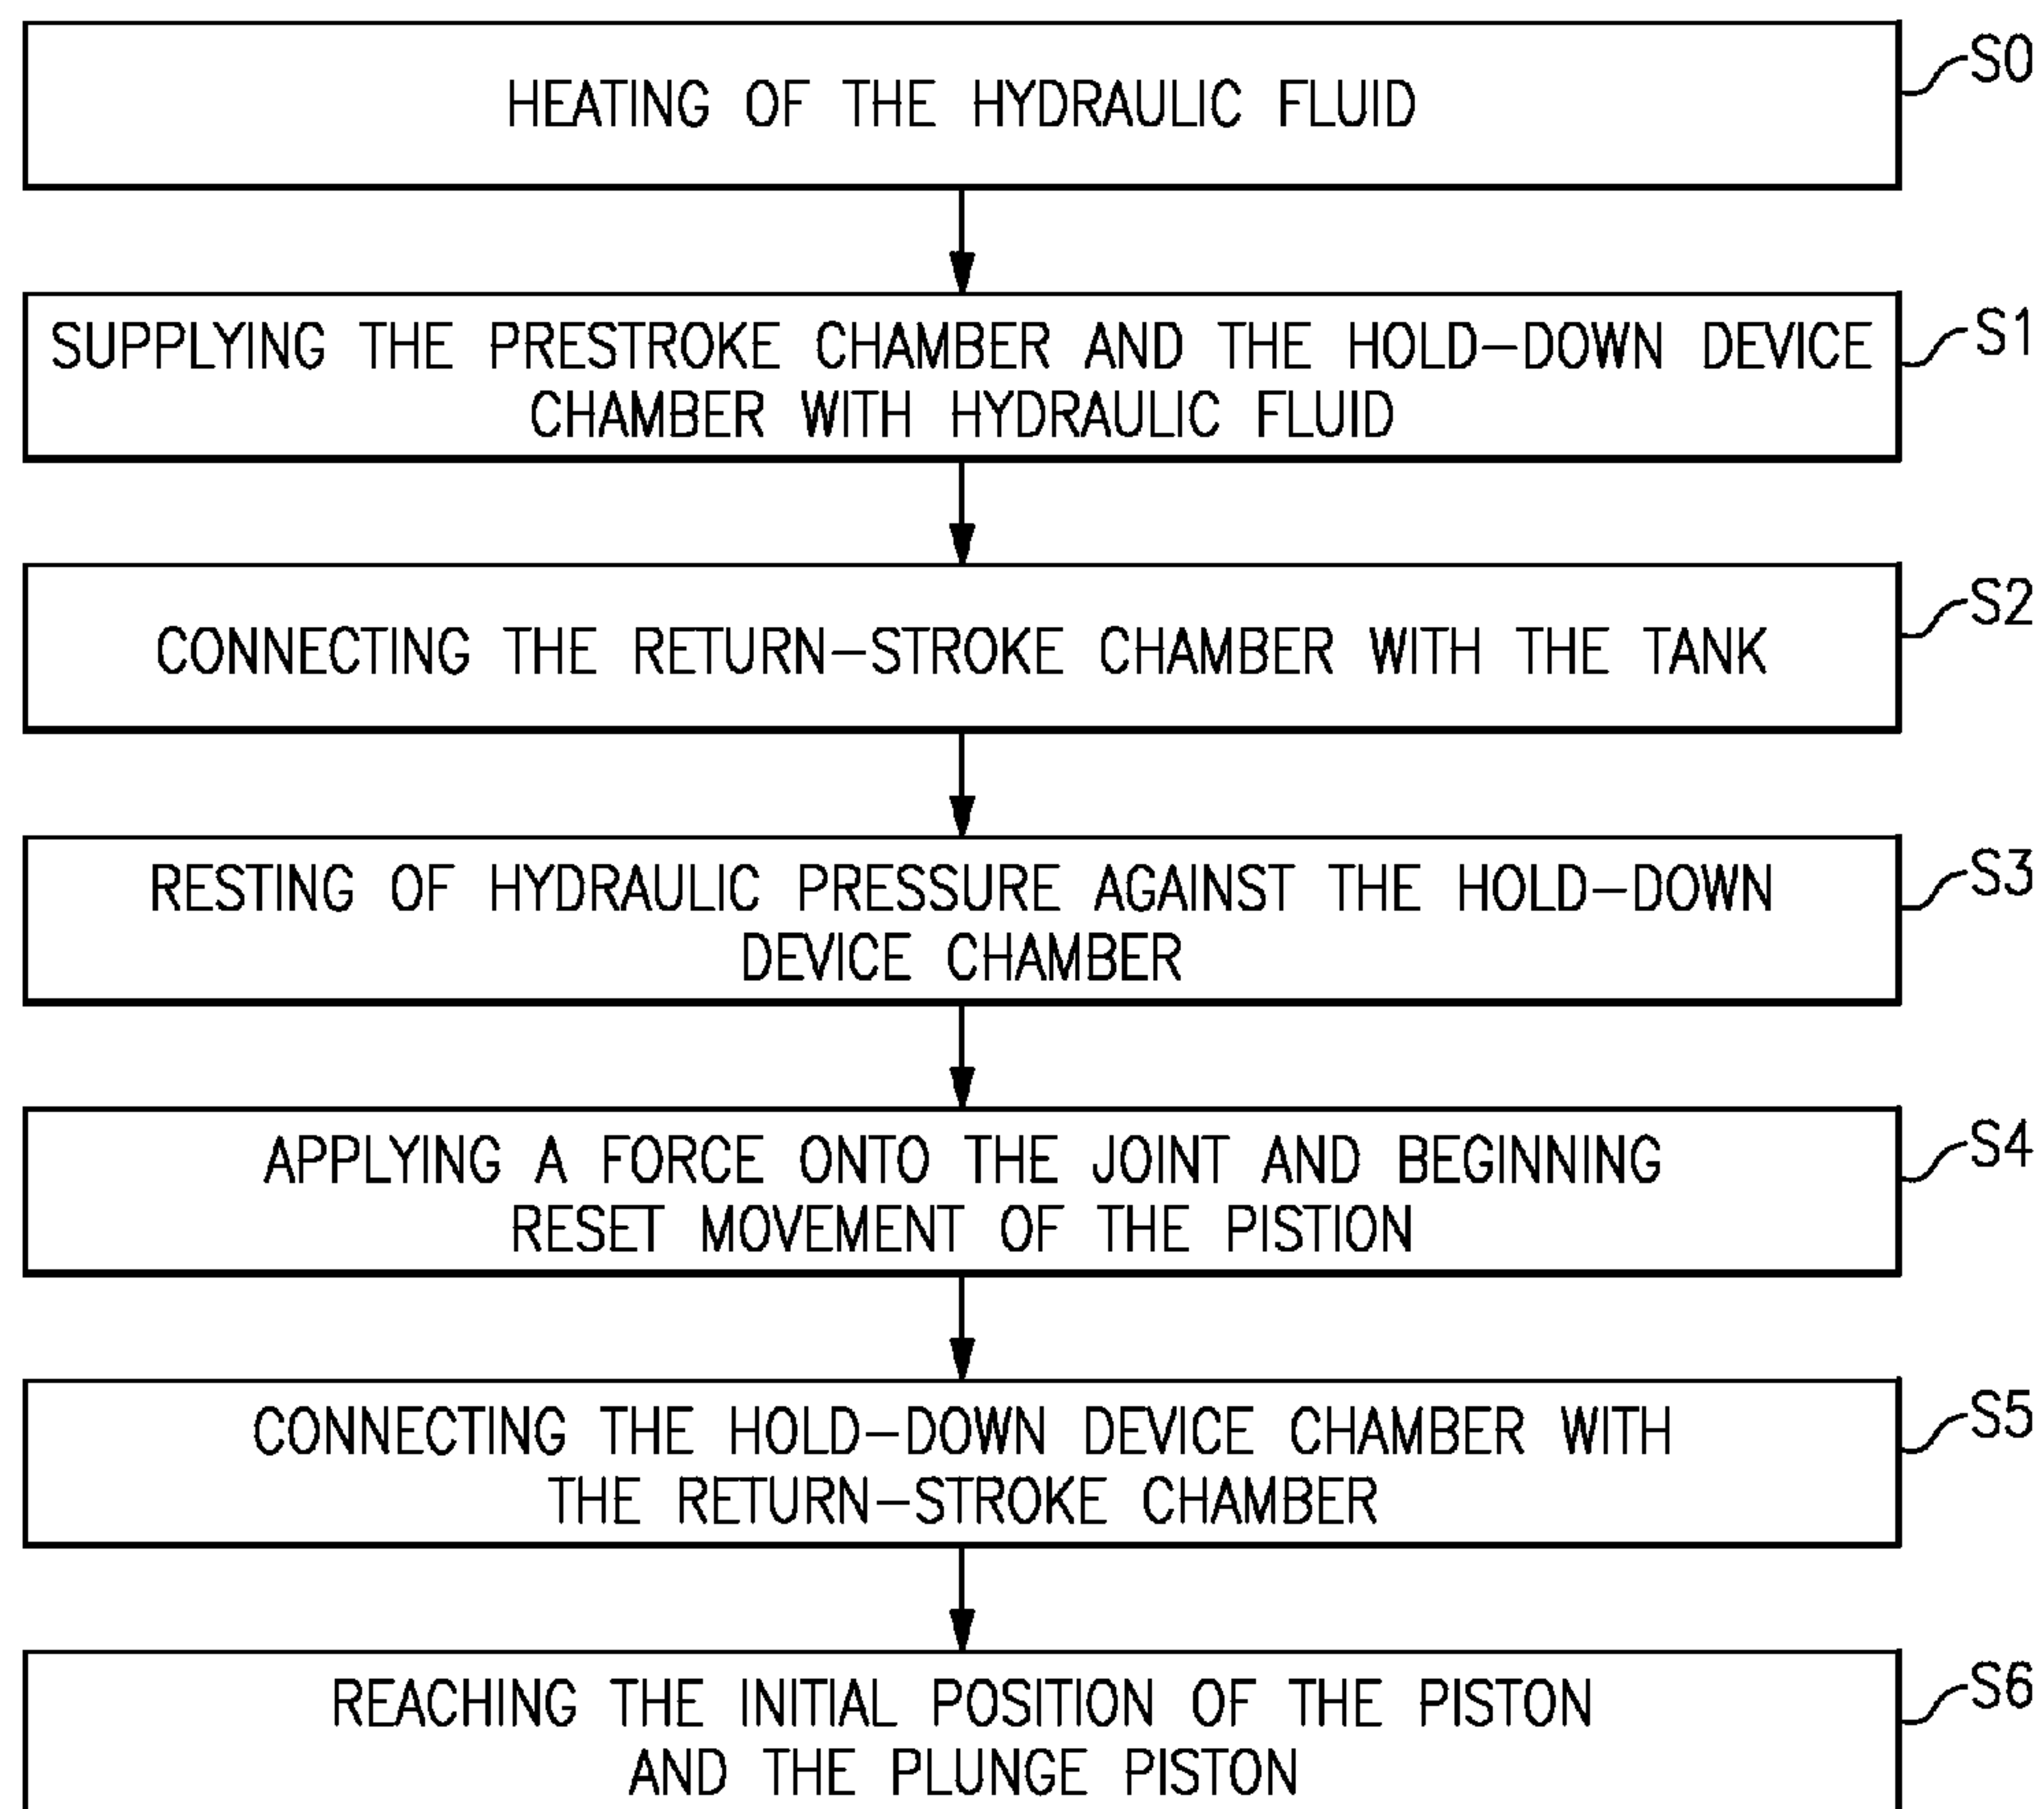 HEATING OF THE HYDRAULIC FLUID
S0
SUPPLYING THE PRESTROKE CHAMBER AND THE HOLD-DOWN DEVICE
CHAMBER WITH HYDRAULIC FLUID
S1
CONNECTING THE RETURN-STROKE CHAMBER WITH THE TANK
S2
RESTING OF HYDRAULIC PRESSURE AGAINST THE HOLD-DOWN
DEVICE CHAMBER
S3
APPLYING A FORCE ONTO THE JOINT AND BEGINNING
RESET MOVEMENT OF THE PISTION
S4
CONNECTING THE HOLD-DOWN DEVICE CHAMBER WITH
THE RETURN-STROKE CHAMBER
S5
REACHING THE INITIAL POSITION OF THE PISTON
AND THE PLUNGE PISTON
S6